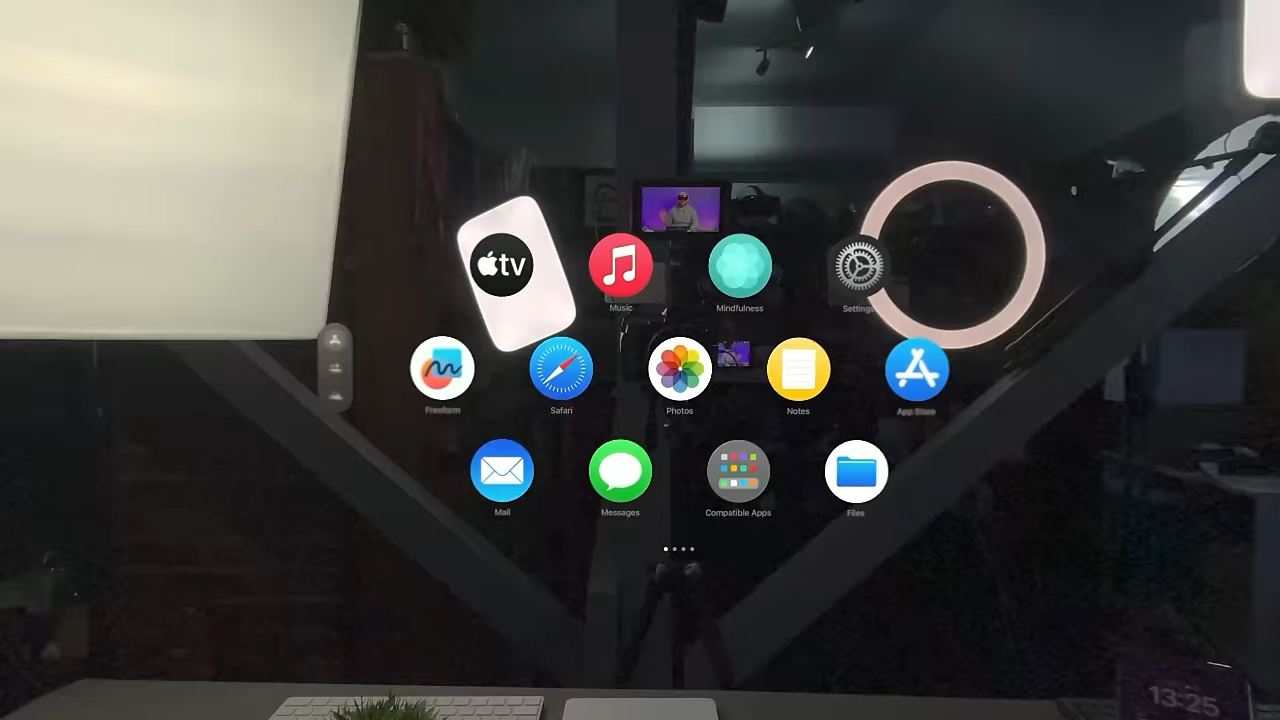 tv
Music
Mindfulness
Settings
Freeform
Safari
Photos
Notes
App Store
Mail
Messages
Compatible Apps
Files
13:25